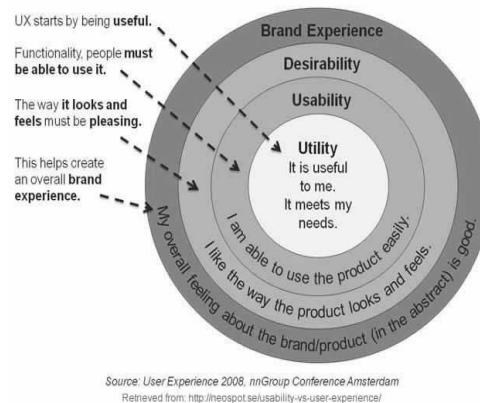 UX starts by being useful.
Functionality, people must
be able to use it.
The way it looks and
feels must be pleasing.
This helps create
an overall brand
experience.
Brand Experience
Desirability
Usability
Utility
It is useful
to me.
It meets my
needs.
I am able to use the product easily.
I like the way the product looks and feels.
My overall feeling about the brand/product (in the abstract) is good.
Source: User Experience 2008, nnGroup Conference Amsterdam
Retrieved from: http://neospot.se/usability-vs-user-experience/